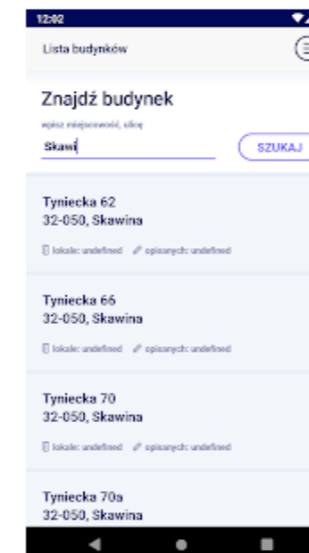 12:02
Lista budynków
Znajdź budynek
wpisz miejscowość, ulicę
Skawi
SZUKAJ
Tyniecka 62
32-050, Skawina
lokale: undefined opisanych: undefined
Tyniecka 66
32-050, Skawina
lokale: undefined opisanych: undefined
Tyniecka 70
32-050, Skawina
lokale: undefined opisanych: undefined
Tyniecka 70a
32-050, Skawina